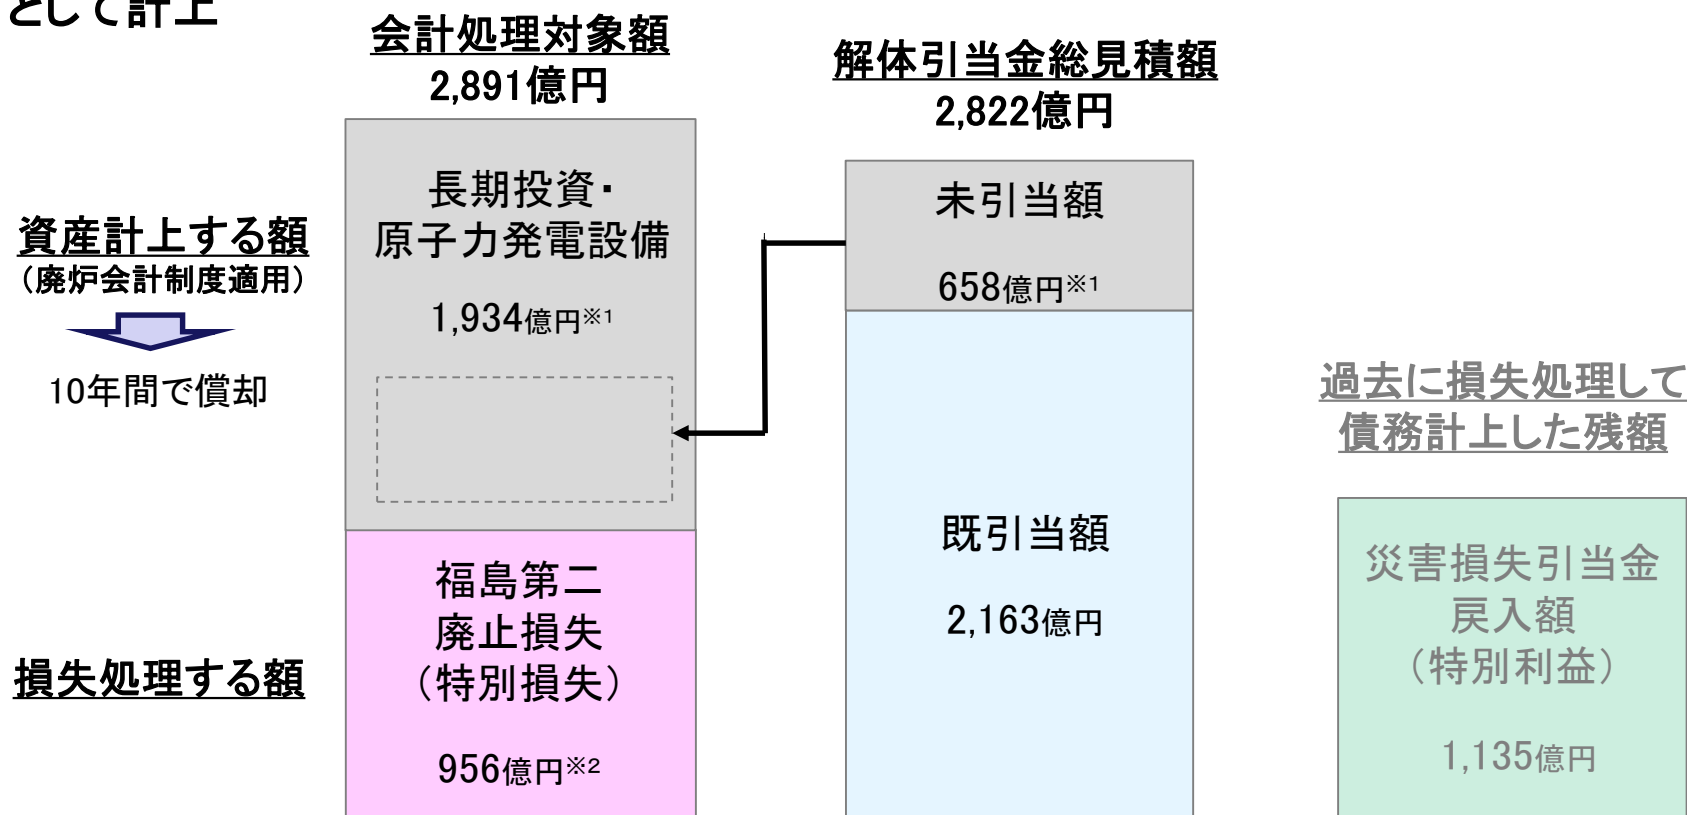 として計上
会計処理対象額
2,891億円
解体引当金総見積額
2,822億円
資産計上する額
（廃炉会計制度適用）
10年間で償却
長期投資・
原子力発電設備
1,934億円※1
未引当額
658億円※1
既引当額
2,163億円
過去に損失処理して
債務計上した残額
損失処理する額
福島第二
廃止損失
（特別損失）
956億円※2
災害損失引当金
戻入額
（特別利益）
1,135億円